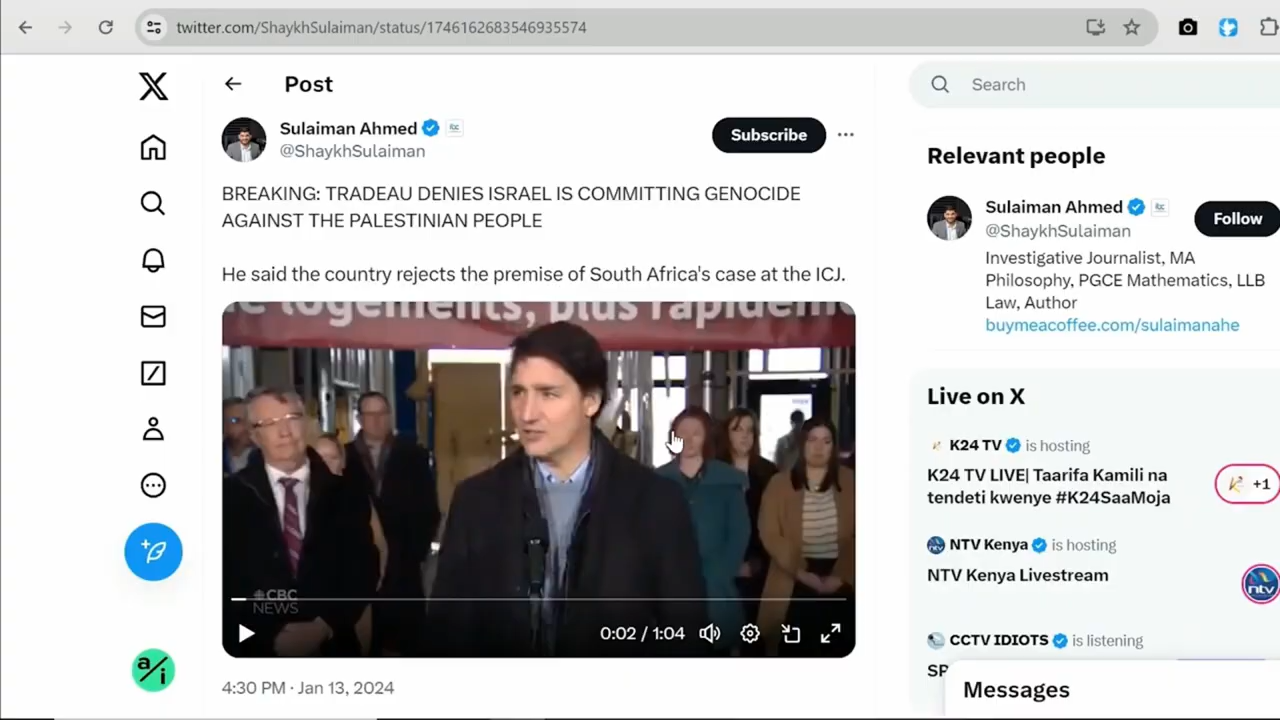 twitter.com/ShaykhSulaiman/status/1746162683546935574
Post
Search
Sulaiman Ahmed
@ShaykhSulaiman
Subscribe
BREAKING: TRADEAU DENIES ISRAEL IS COMMITTING GENOCIDE
AGAINST THE PALESTINIAN PEOPLE
He said the country rejects the premise of South Africa's case at the ICJ.
logements, plus rapidem
CBC
NEWS
0:02 / 1:04
4:30 PM · Jan 13, 2024
a/i
Relevant people
Sulaiman Ahmed
@ShaykhSulaiman
Follow
Investigative Journalist, MA
Philosophy, PGCE Mathematics, LLB
Law, Author
buymeacoffee.com/sulaimanahe
Live on X
K24 TV is hosting
K24 TV LIVE| Taarifa Kamili na
tendeti kwenye #K24SaaMoja
+1
NTV Kenya is hosting
NTV Kenya Livestream
ntv
CCTV IDIOTS is listening
SP
Messages